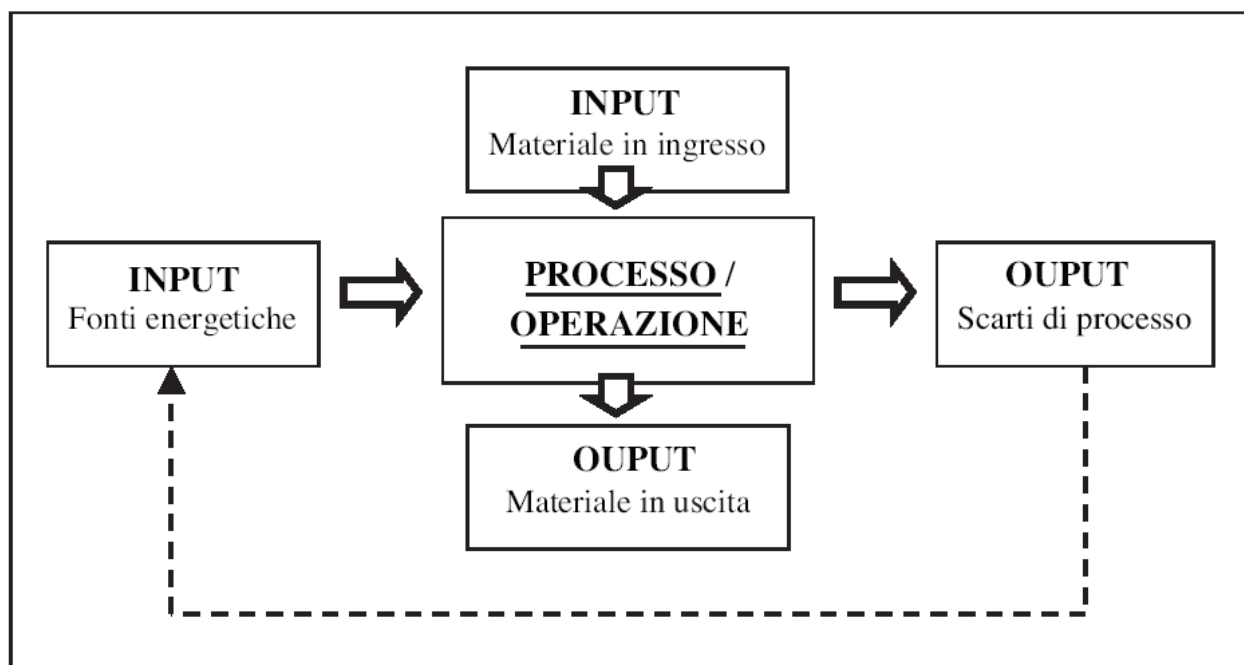 INPUT
Materiale in ingresso
INPUT
Fonti energetiche
PROCESSO /
OPERAZIONE
OUPUT
Scarti di processo
OUPUT
Materiale in uscita